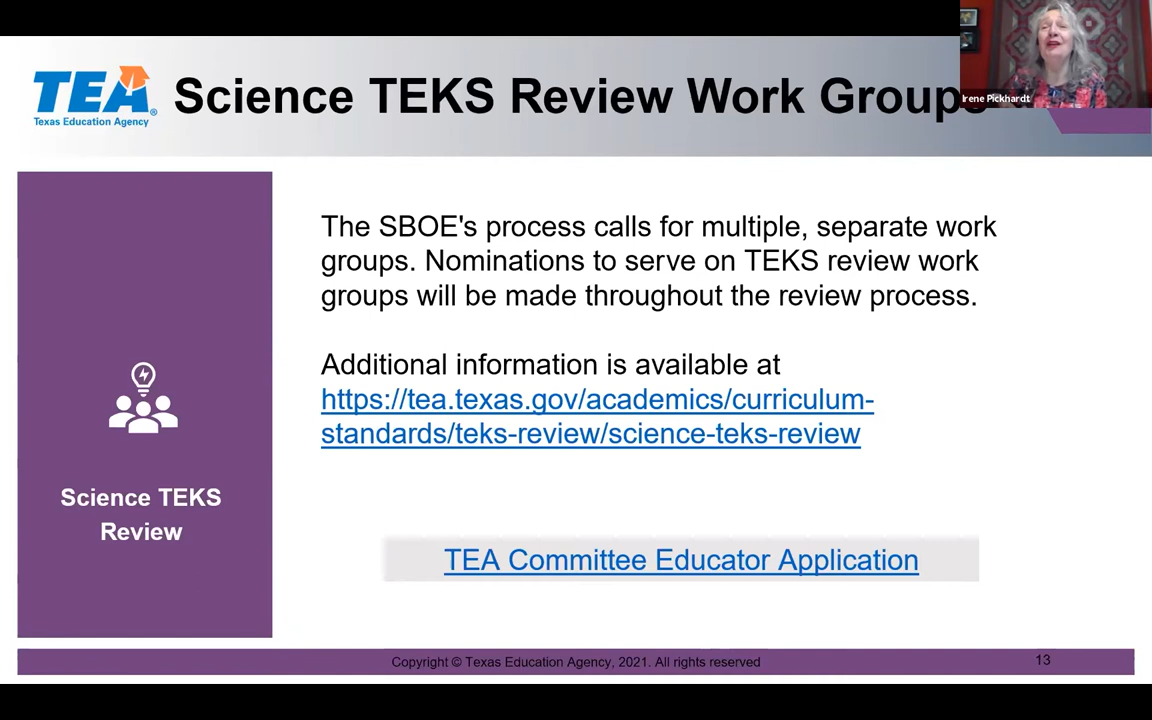 Irene Pickhardt
TEA
Texas Education Agency
Science TEKS Review Work Groups
The SBOE's process calls for multiple, separate work
groups. Nominations to serve on TEKS review work
groups will be made throughout the review process.
Additional information is available at
https://tea.texas.gov/academics/curriculum-
standards/teks-review/science-teks-review
Science TEKS
Review
TEA Committee Educator Application
Copyright © Texas Education Agency, 2021. All rights reserved
13